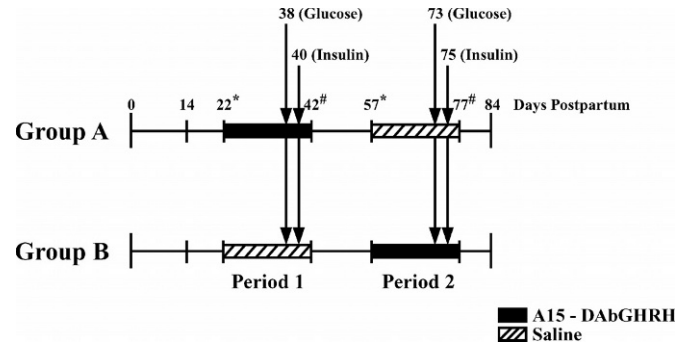 38 (Glucose)
73 (Glucose)
40 (Insulin)
75 (Insulin)
0 14 22* 42# 57* 77# 84 Days Postpartum
Group A
Group B
Period 1
Period 2
A15 - DAbGHRH
Saline